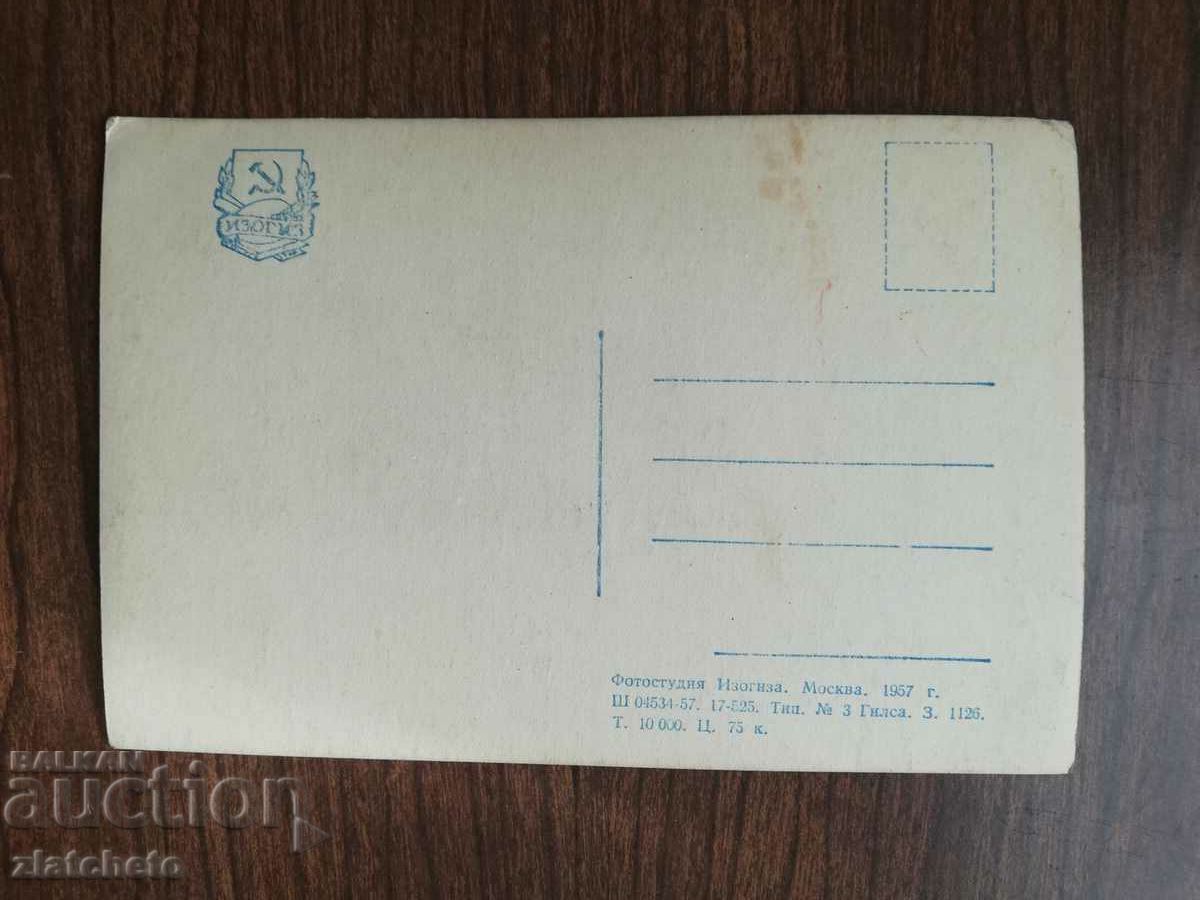 ИЗОГИЗ
Фотостудия Изогиза. Москва. 1957 г.
Ш 04534-57. 17-525. Тип. № 3 Гилса. З. 1126.
Т. 10 000. Ц. 75 к.
BALKAN
auction
zlatcheto